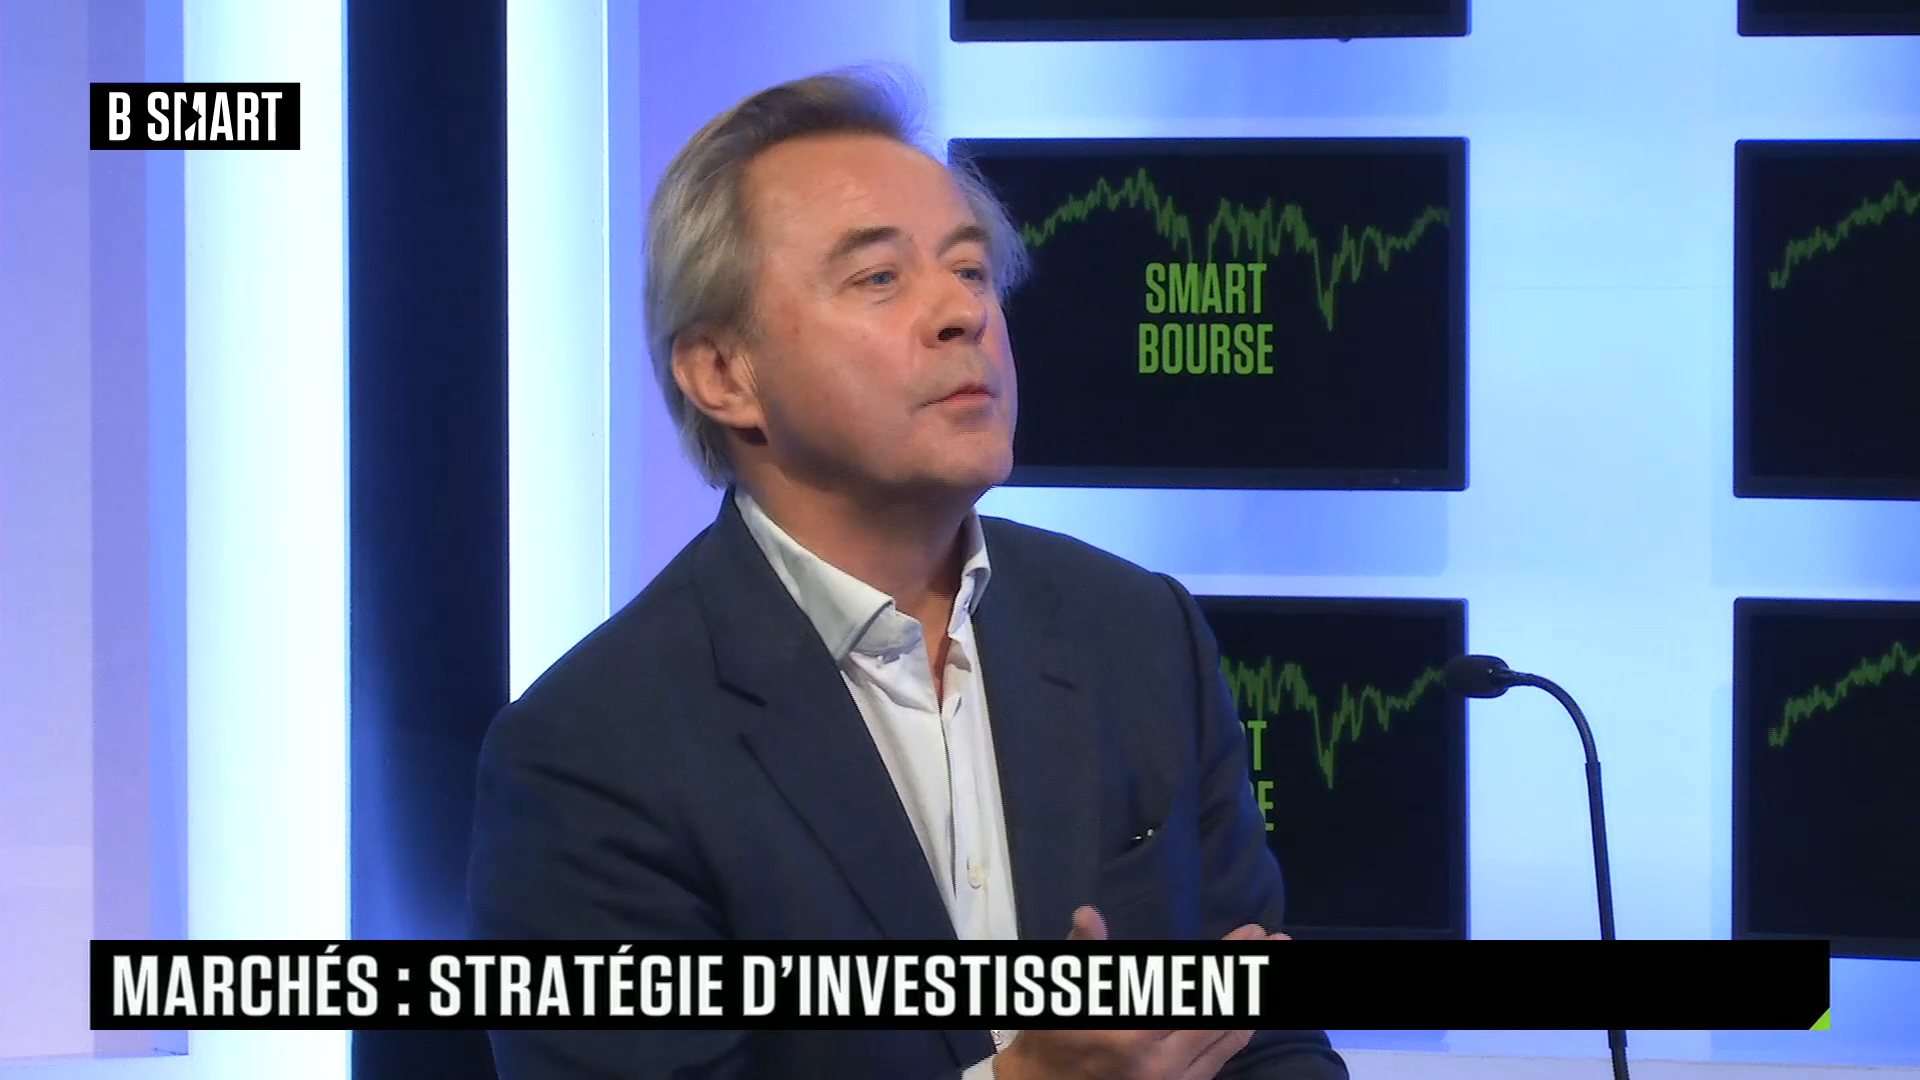 B SMART
SMART
BOURSE
MARCHÉS : STRATÉGIE D’INVESTISSEMENT